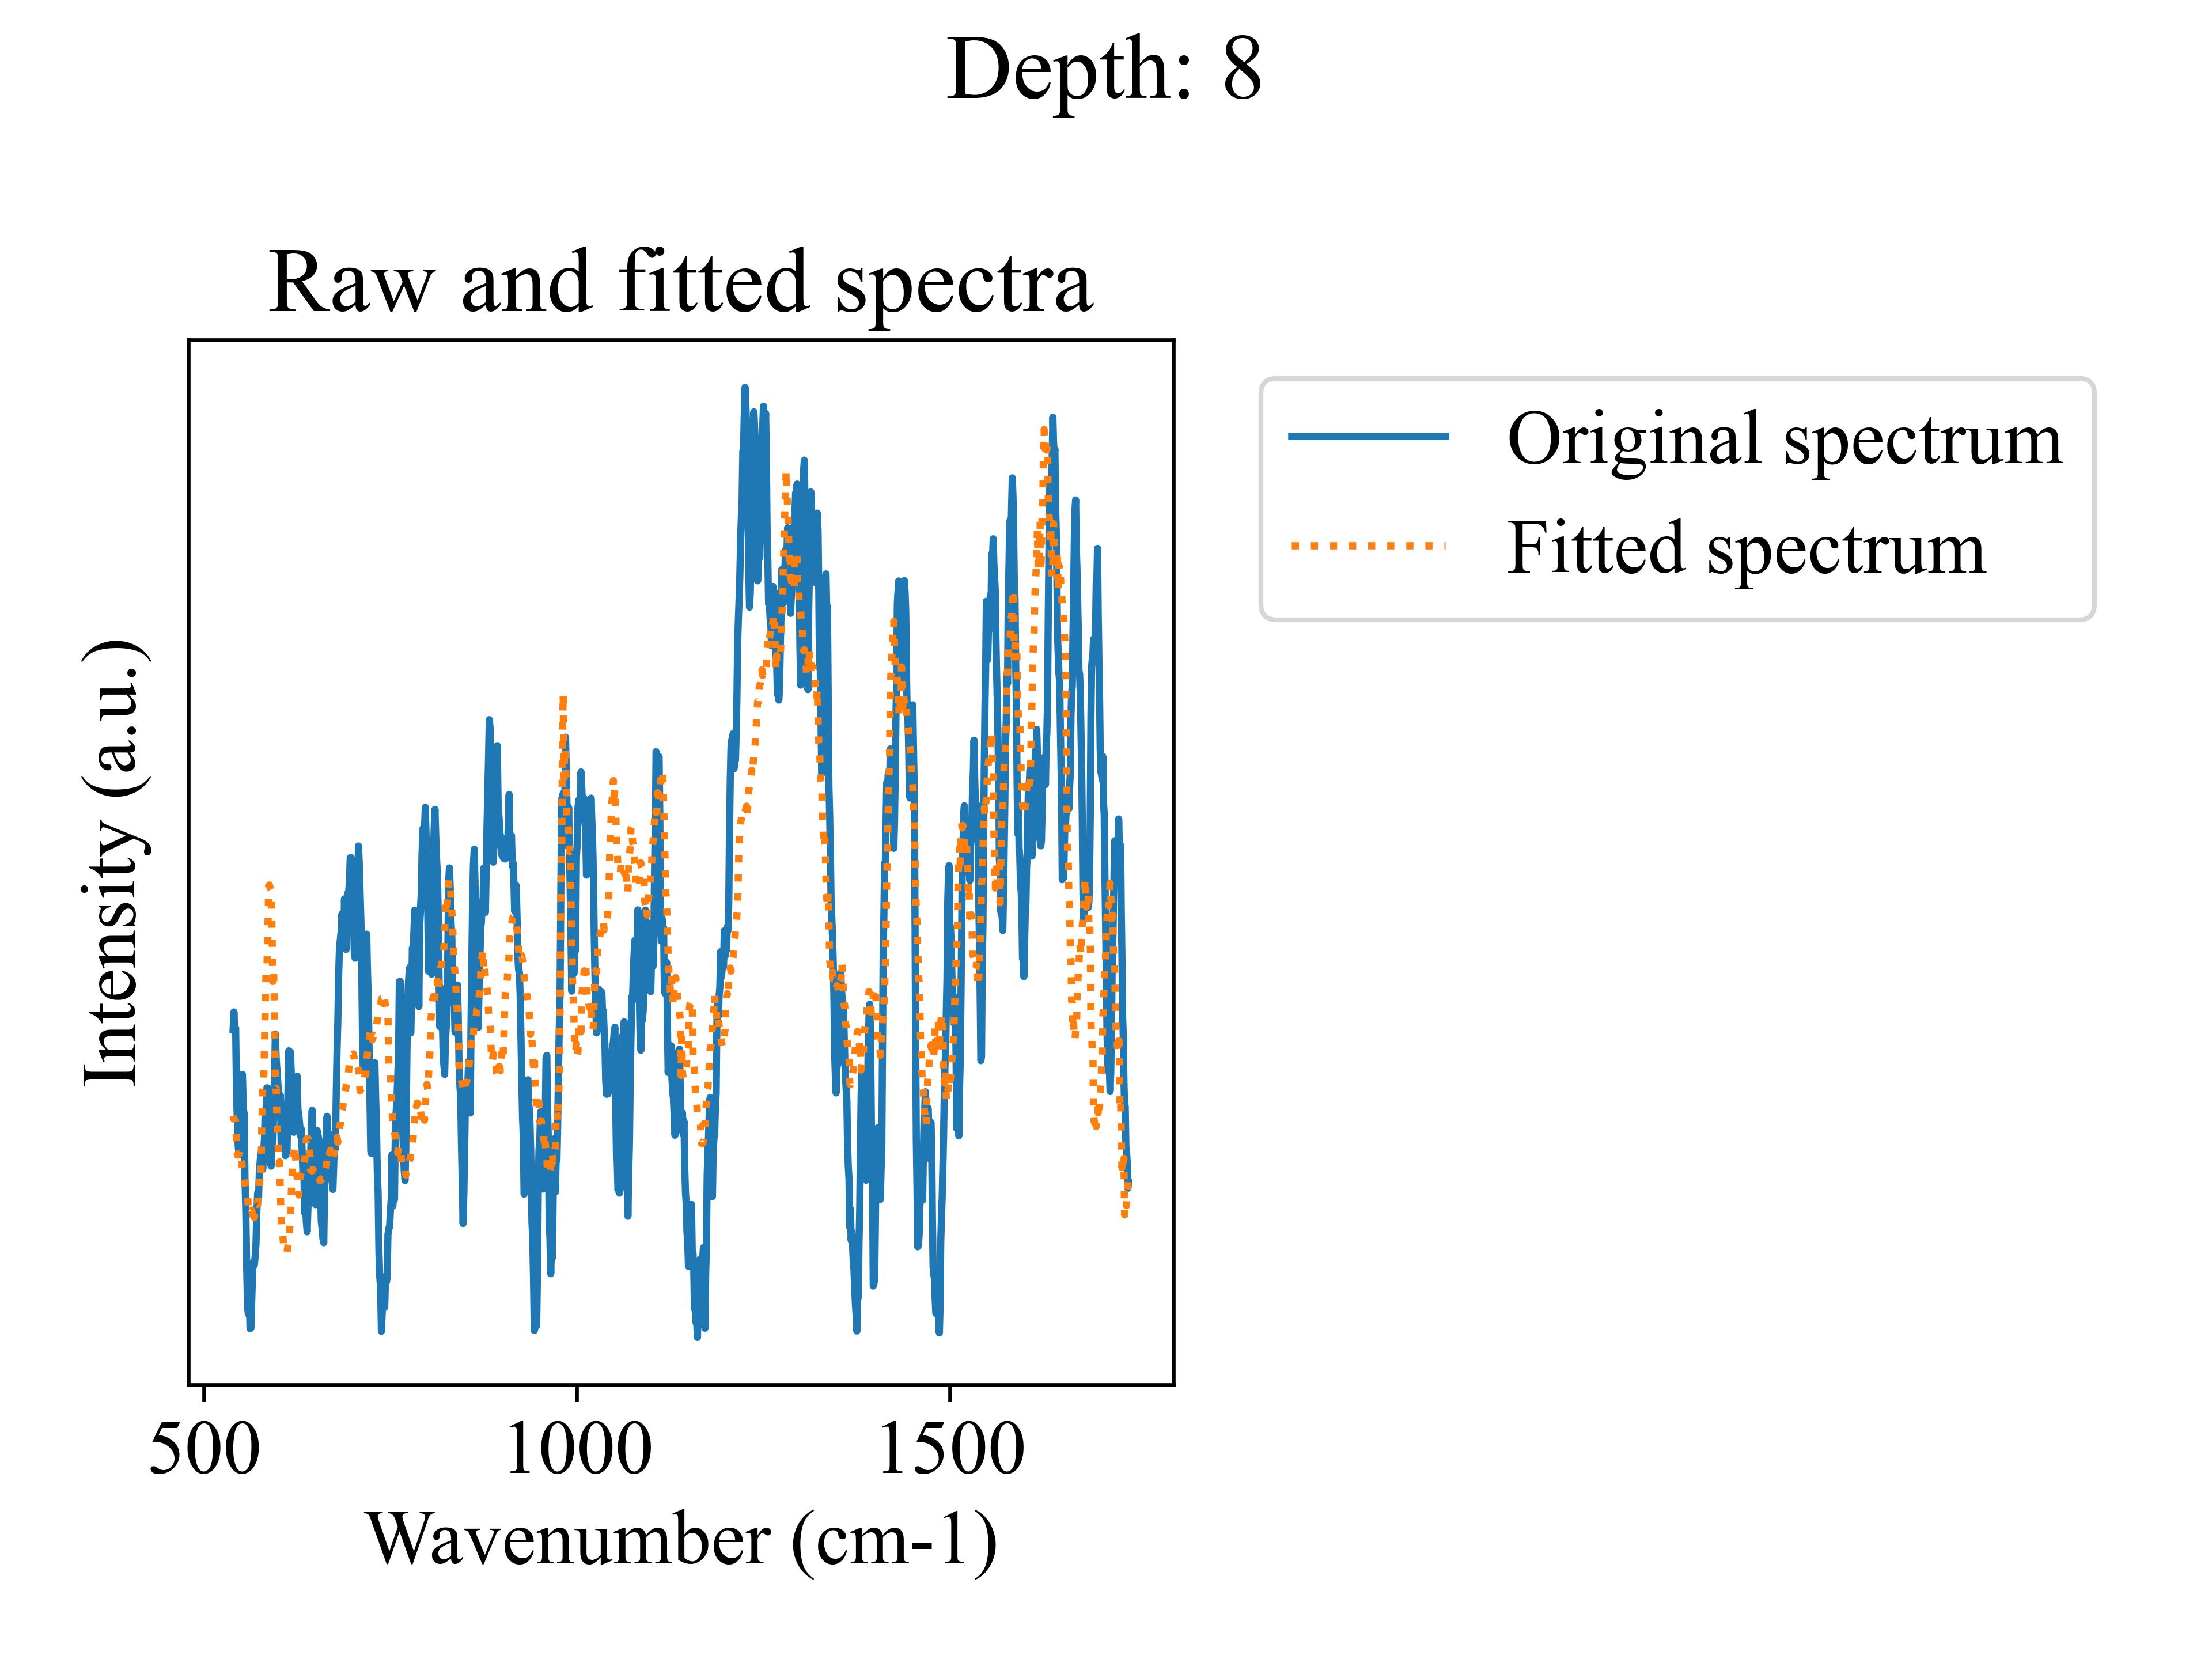 Depth: 8
Raw and fitted spectra
Original spectrum
Fitted spectrum
Intensity (a.u.)
500 1000 1500
Wavenumber (cm-1)